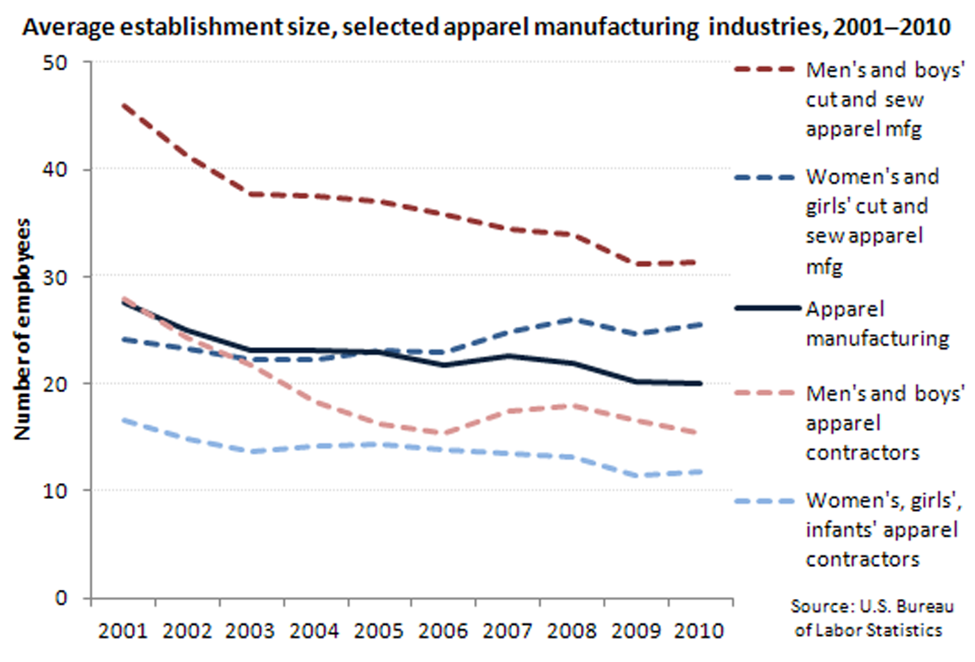 Average establishment size, selected apparel manufacturing industries, 2001–2010
Number of employees
50
40
30
20
10
0
2001 2002 2003 2004 2005 2006 2007 2008 2009 2010
Men's and boys'
cut and sew
apparel mfg
Women's and
girls' cut and
sew apparel
mfg
Apparel
manufacturing
Men's and boys'
apparel
contractors
Women's, girls',
infants' apparel
contractors
Source: U.S. Bureau
of Labor Statistics